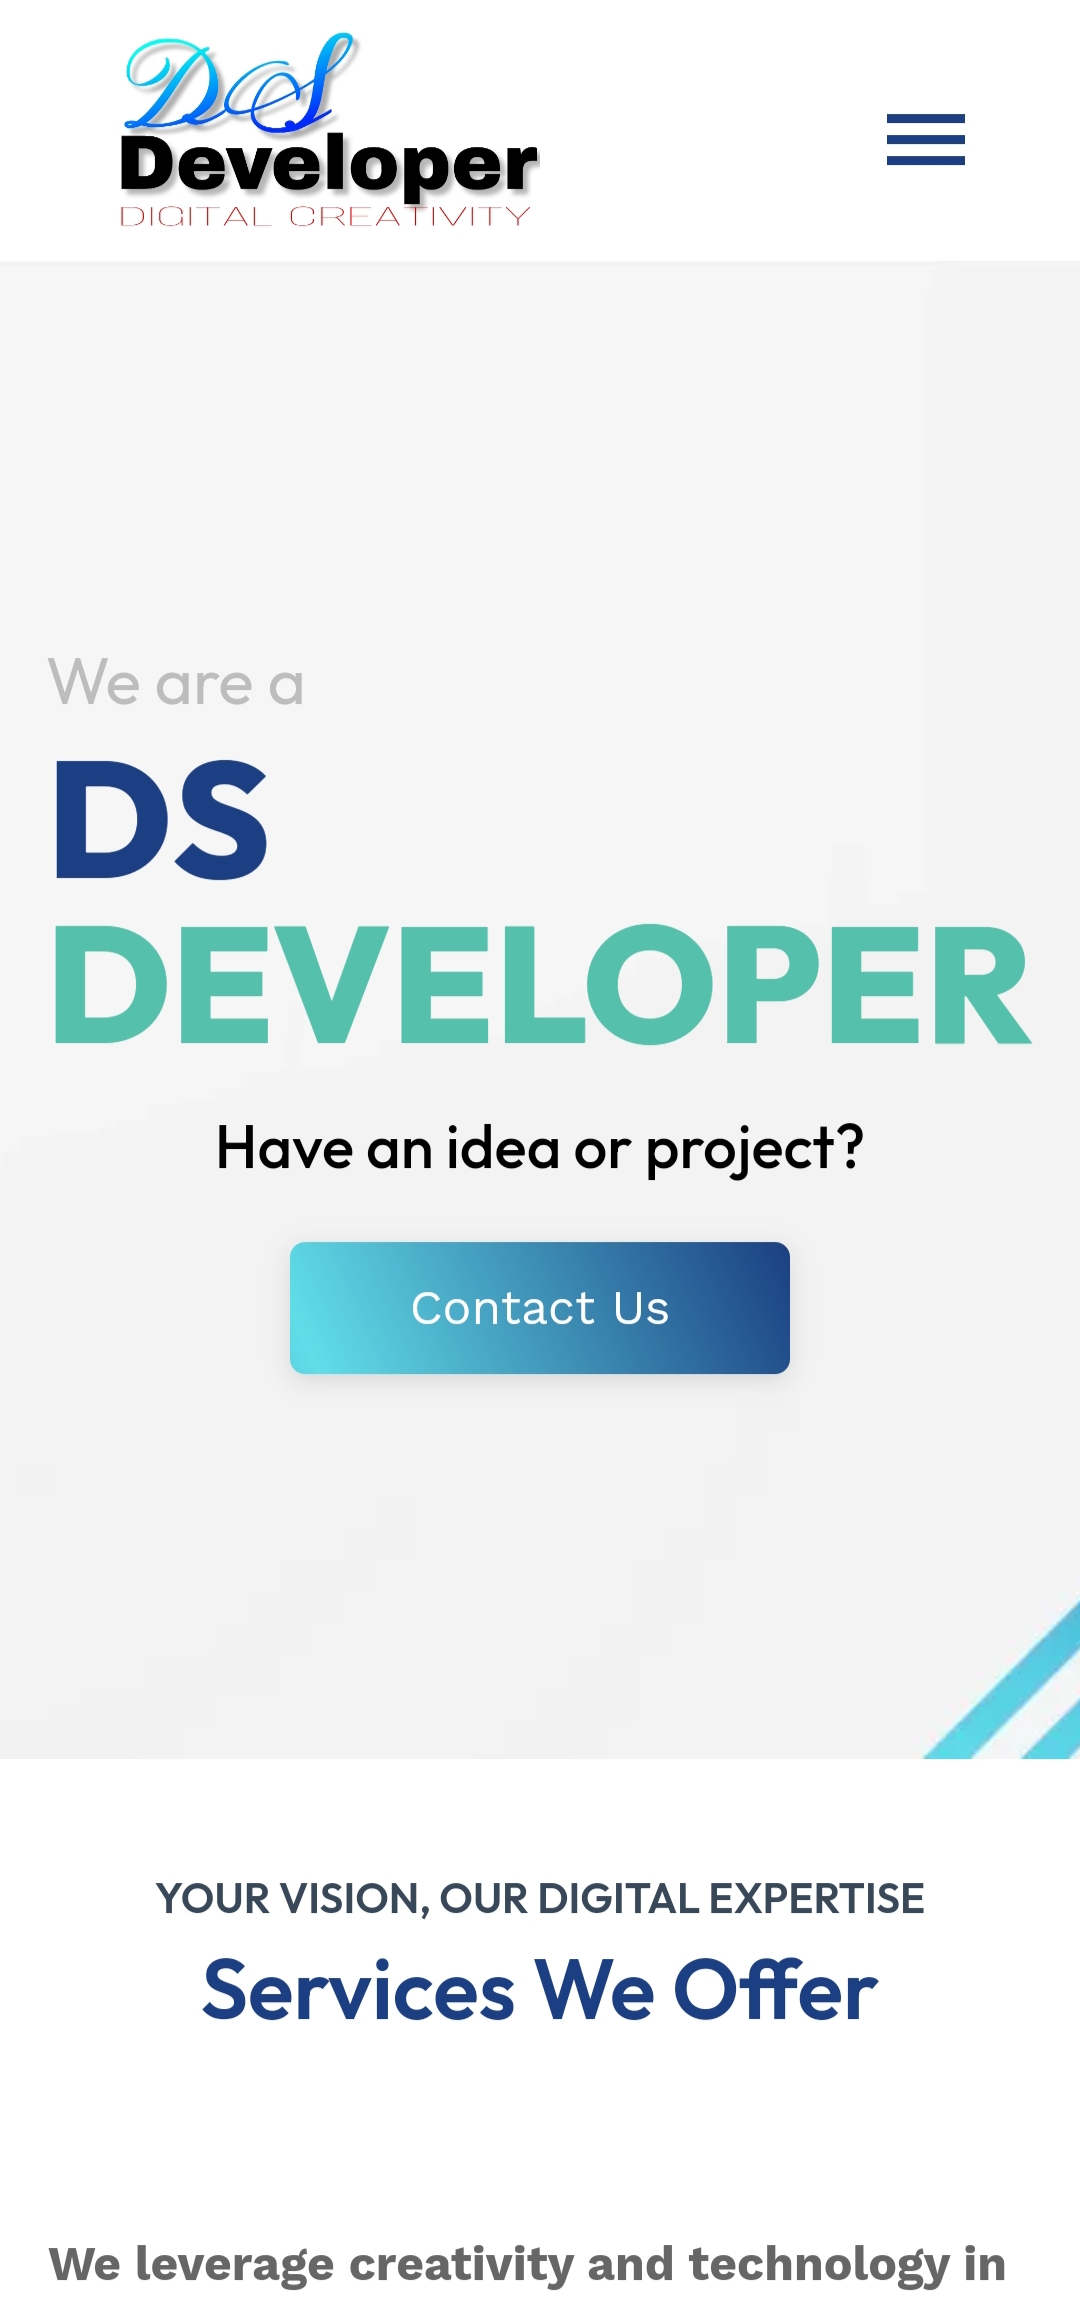 DS
Developer
DIGITAL CREATIVITY
We are a
DS
DEVELOPER
Have an idea or project?
Contact Us
YOUR VISION, OUR DIGITAL EXPERTISE
Services We Offer
We leverage creativity and technology in